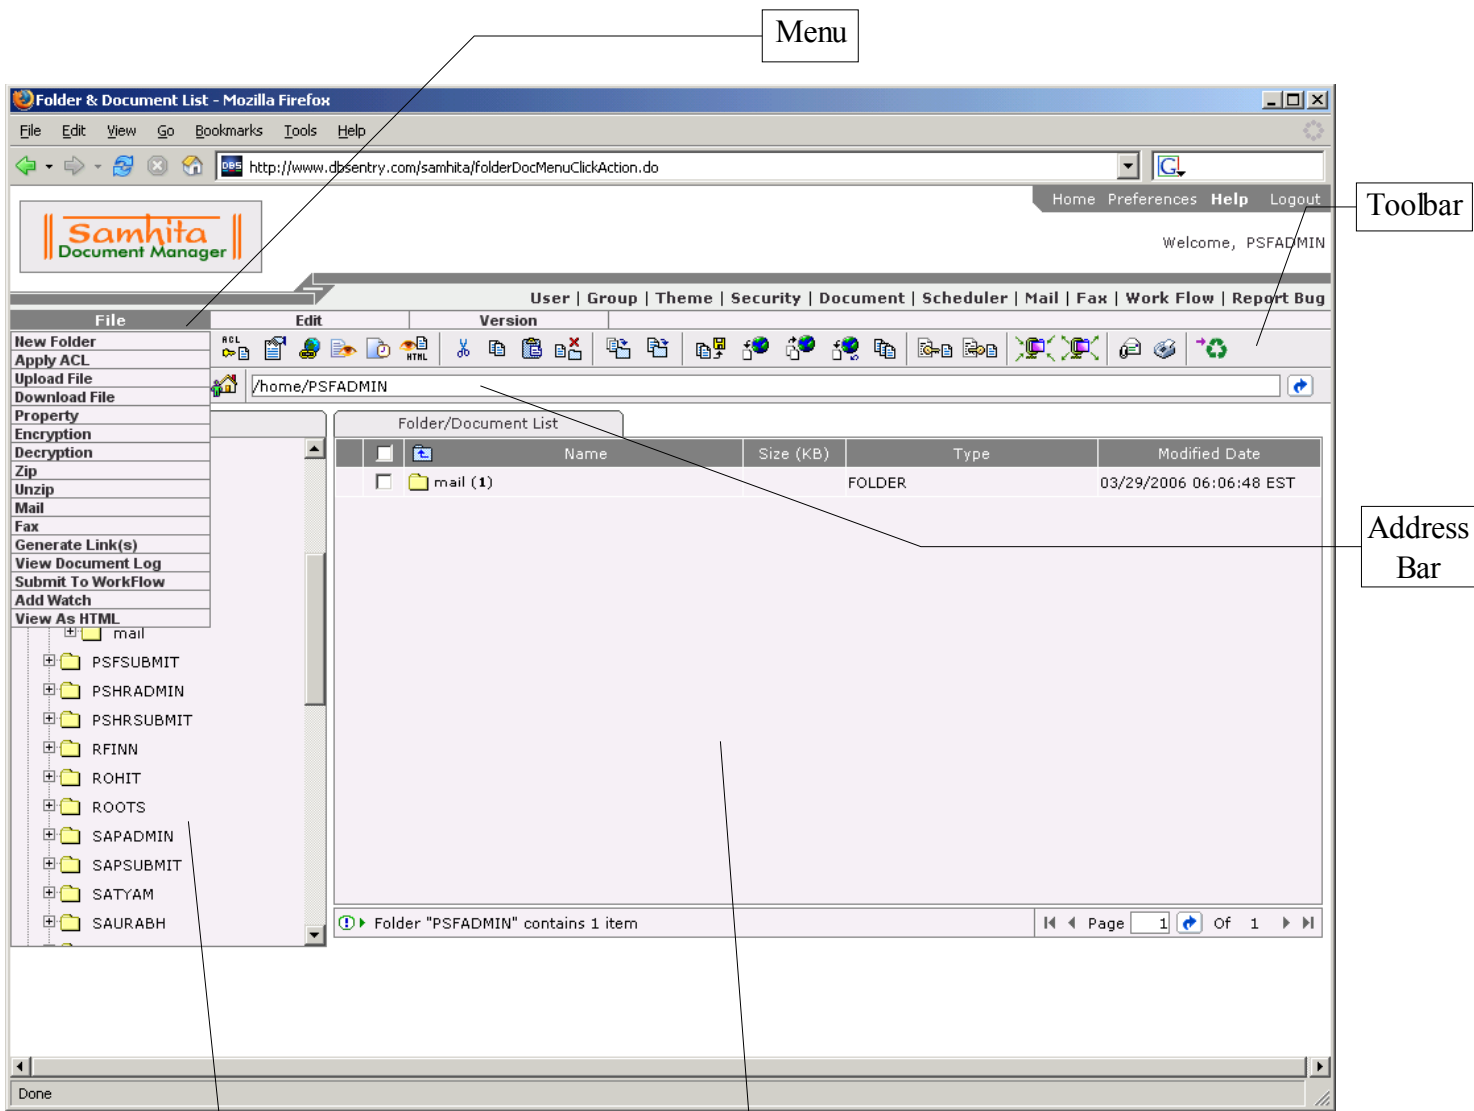 Menu
Folder & Document List - Mozilla Firefox
File Edit View Go Bookmarks Tools Help
DBS http://www.dbsentry.com/samhita/folderDocMenuClickAction.do G
Home Preferences Help Logout
Toolbar
Samhita
Document Manager
Welcome, PSFADMIN
User | Group | Theme | Security | Document | Scheduler | Mail | Fax | Work Flow | Report Bug
File Edit Version
New Folder
Apply ACL
Upload File
Download File
Property
Encryption
Decryption
Zip
Unzip
Mail
Fax
Generate Link(s)
View Document Log
Submit To WorkFlow
Add Watch
View As HTML
ACL
HTML
/home/PSFADMIN
Folder/Document List
Name Size (KB) Type Modified Date
mail (1) FOLDER 03/29/2006 06:06:48 EST
Address
Bar
mail
PSFSUBMIT
PSHRADMIN
PSHRSUBMIT
RFINN
ROHIT
ROOTS
SAPADMIN
SAPSUBMIT
SATYAM
SAURABH
Folder "PSFADMIN" contains 1 item
Page 1 Of 1
Done